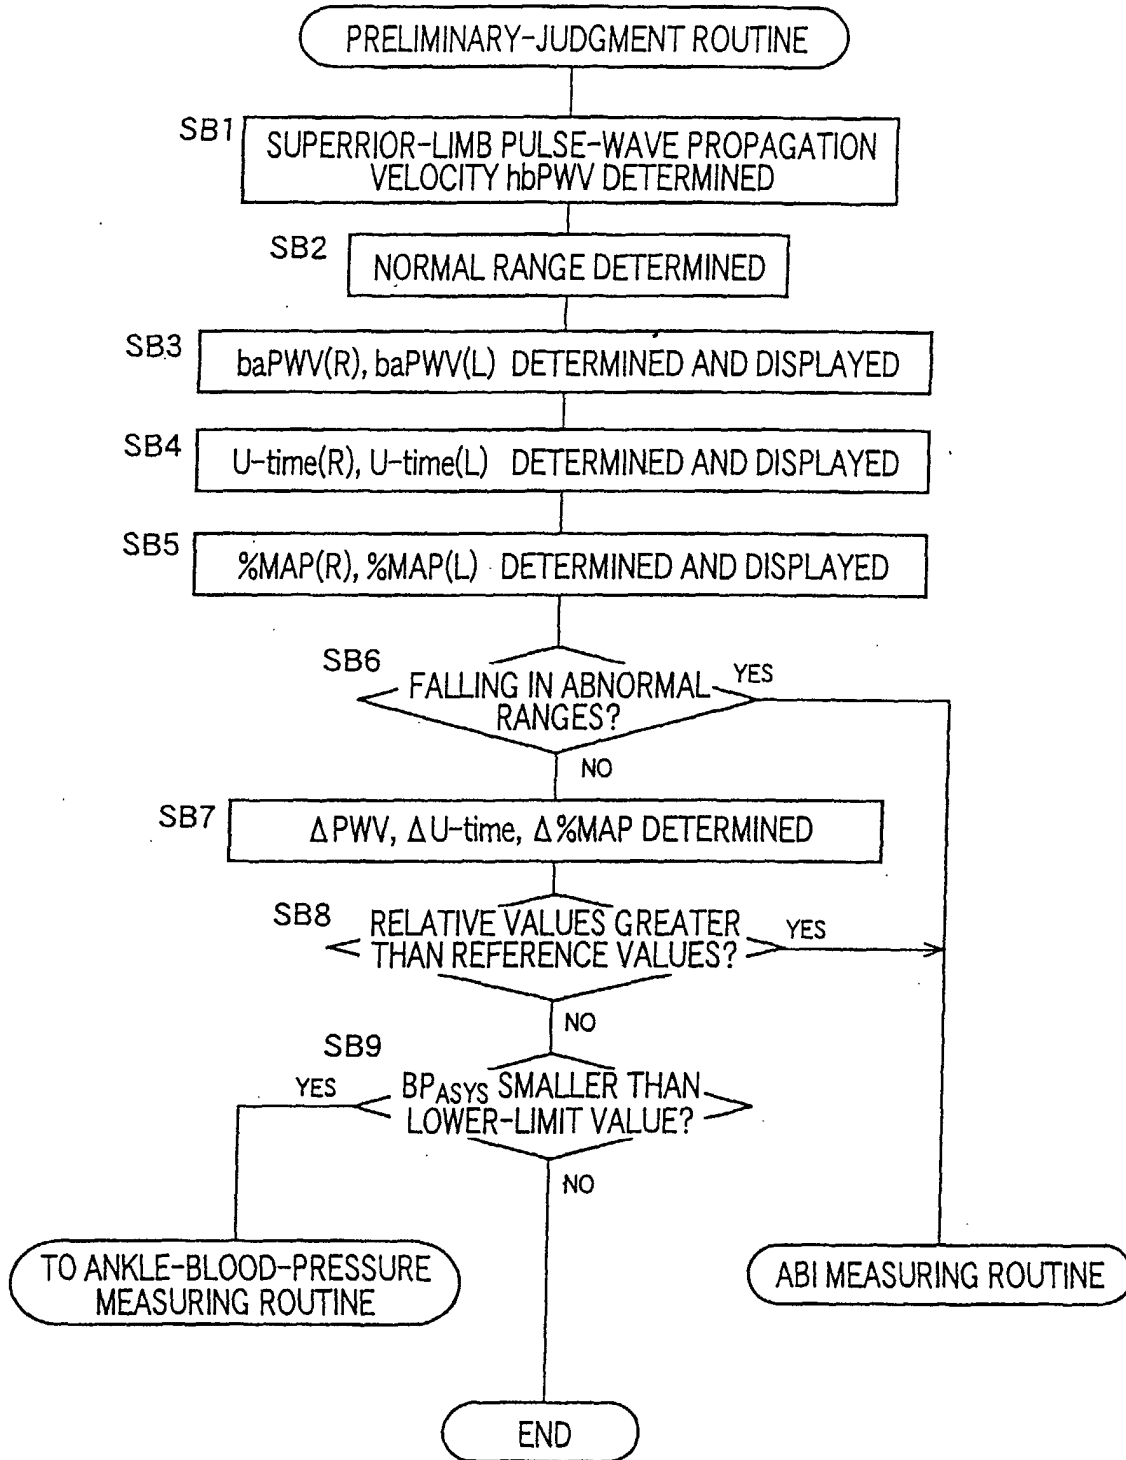 PRELIMINARY-JUDGMENT ROUTINE
SB1
SUPERRIOR-LIMB PULSE-WAVE PROPAGATION
VELOCITY hbPWV DETERMINED
SB2
NORMAL RANGE DETERMINED
SB3
baPWV(R), baPWV(L) DETERMINED AND DISPLAYED
SB4
U-time(R), U-time(L) DETERMINED AND DISPLAYED
SB5
%MAP(R), %MAP(L) DETERMINED AND DISPLAYED
SB6
FALLING IN ABNORMAL
RANGES?
YES
NO
SB7
ΔPWV, ΔU-time, Δ%MAP DETERMINED
SB8
RELATIVE VALUES GREATER
THAN REFERENCE VALUES?
YES
NO
SB9
YES
BPASYS SMALLER THAN
LOWER-LIMIT VALUE?
NO
TO ANKLE-BLOOD-PRESSURE
MEASURING ROUTINE
ABI MEASURING ROUTINE
END